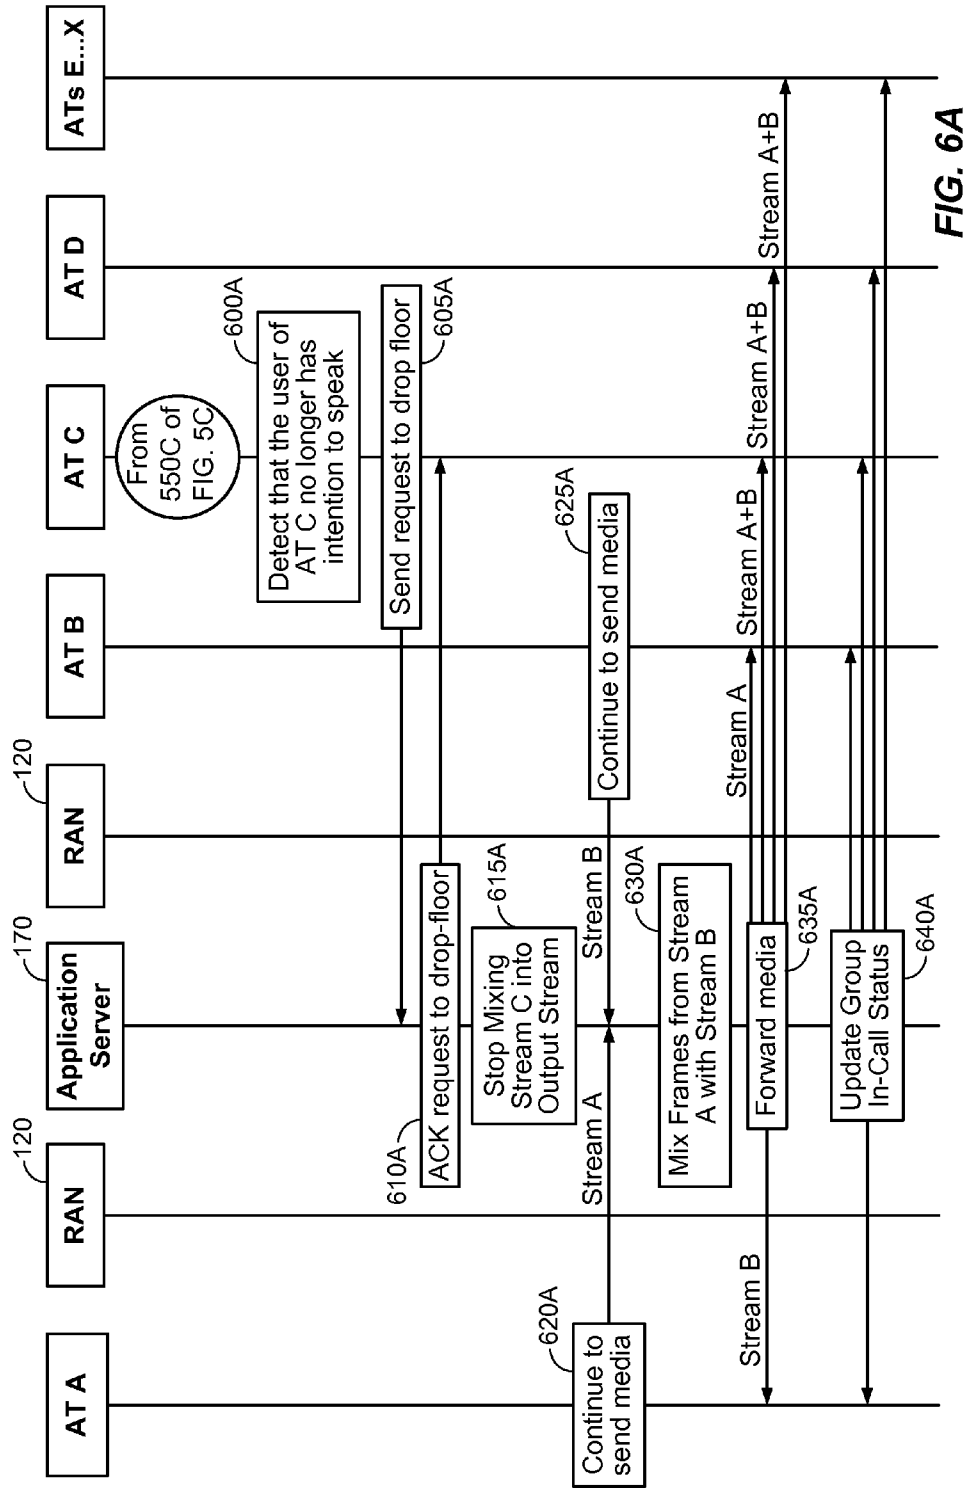 AT A
RAN
120
Application
Server
170
RAN
120
AT B
AT C
AT D
ATs E...X
From
550C of
FIG. 5C
600A
Detect that the user of
AT C no longer has
intention to speak
Send request to drop floor
605A
610A
ACK request to drop-floor
Stop Mixing
Stream C into
Output Stream
615A
620A
Continue to
send media
Stream A
Stream B
Continue to send media
625A
Mix Frames from Stream
A with Stream B
630A
Stream B
Forward media
635A
Stream A
Stream A+B
Stream A+B
Stream A+B
Update Group
In-Call Status
640A
FIG. 6A